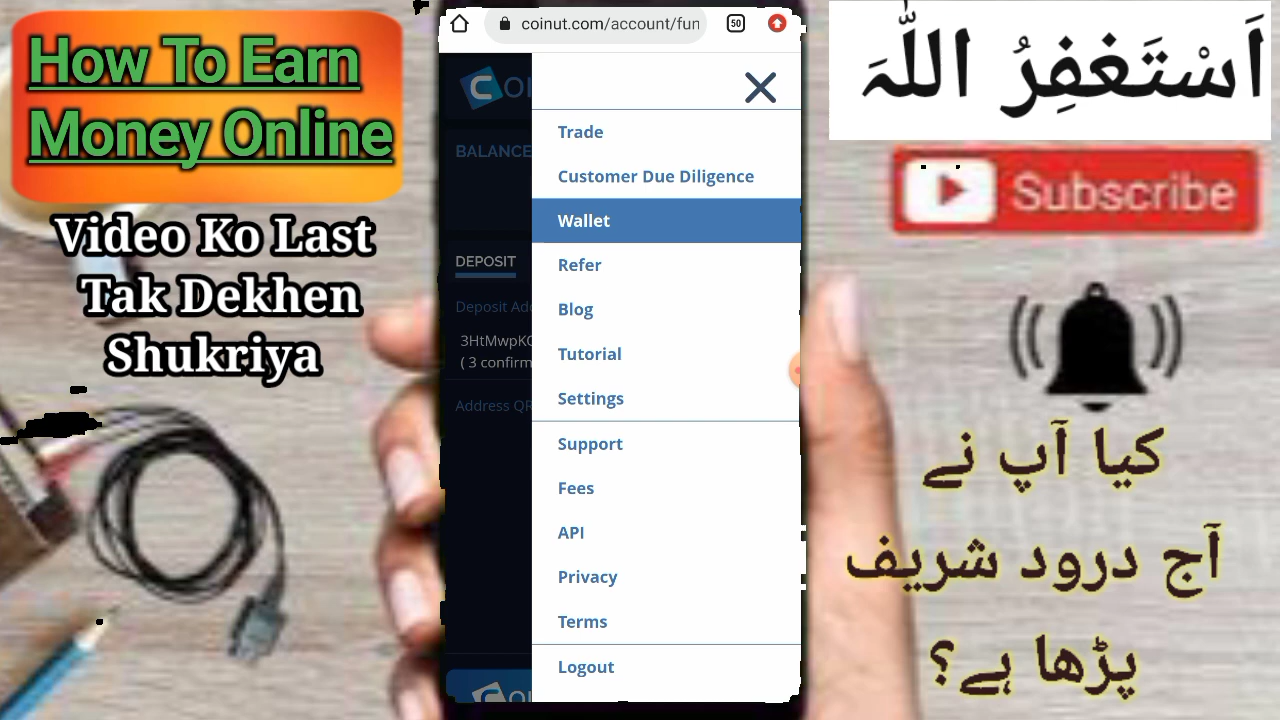 How To Earn
Money Online
Video Ko Last
Tak Dekhen
Shukriya
coinut.com/account/fun
50
BALANCE
DEPOSIT
3HtMwpK
( 3 confirm
Address QR
Trade
Customer Due Diligence
Wallet
Refer
Blog
Tutorial
Settings
Support
Fees
API
Privacy
Terms
Logout
اَسْتَغفِرُ اللّٰہَ
Subscribe
کیا آپ نے
آج درود شریف
پڑھا ہے؟